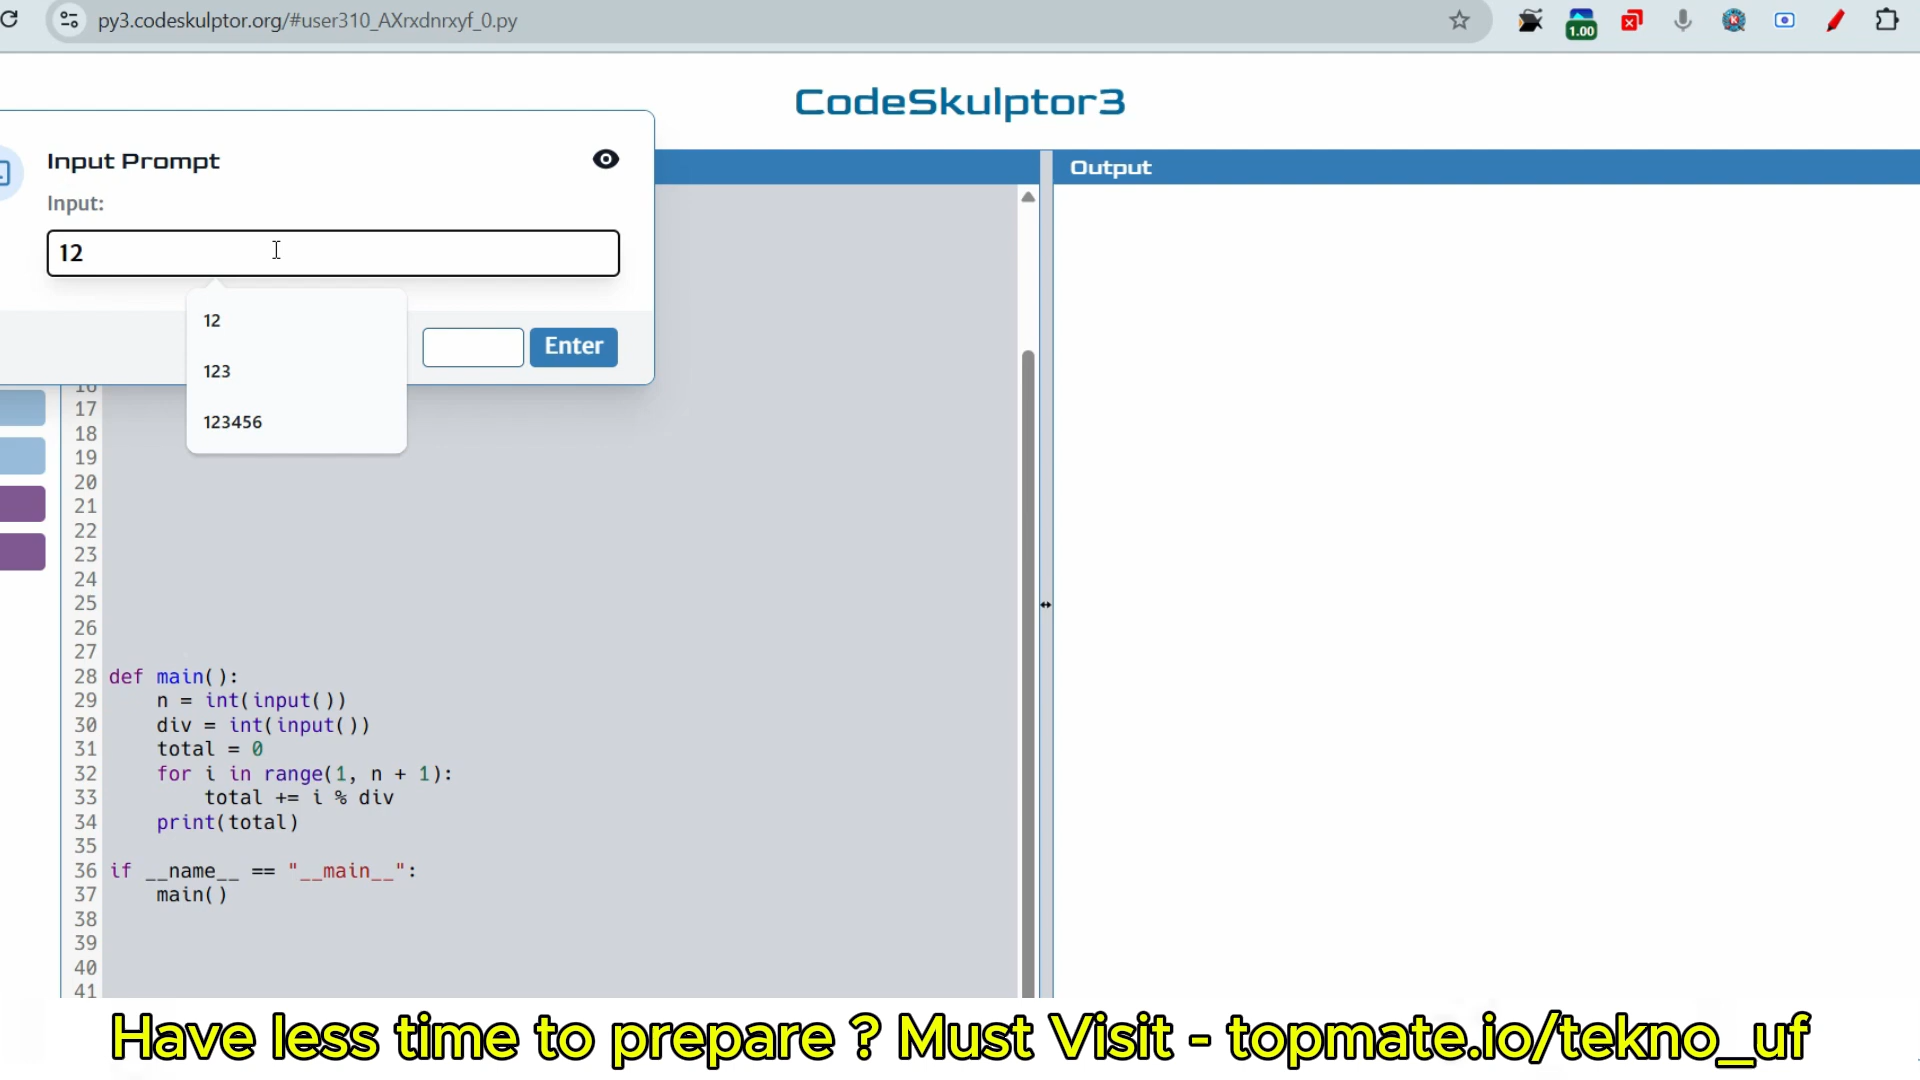 py3.codeskulptor.org/#user310_AXrxdnrxyf_0.py
1.00
CodeSkulptor3
Input Prompt
Input:
12
12
123
123456
Enter
Output
16
17
18
19
20
21
22
23
24
25
26
27
28 def main():
29 n = int(input())
30 div = int(input())
31 total = 0
32 for i in range(1, n + 1):
33 total += i % div
34 print(total)
35
36 if __name__ == "__main__":
37 main()
38
39
40
41
Have less time to prepare ? Must Visit - topmate.io/tekno_uf